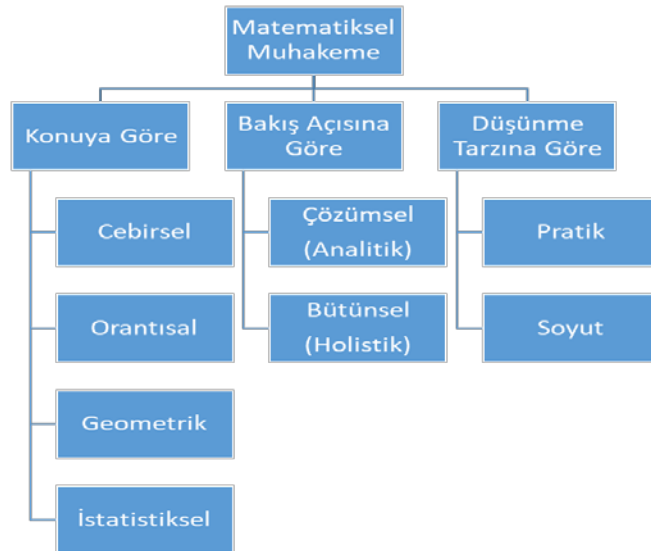 Matematiksel
Muhakeme
Konuya Göre
Bakış Açısına
Göre
Düşünme
Tarzına Göre
Cebirsel
Orantısal
Geometrik
İstatistiksel
Çözümsel
(Analitik)
Bütünsel
(Holistik)
Pratik
Soyut